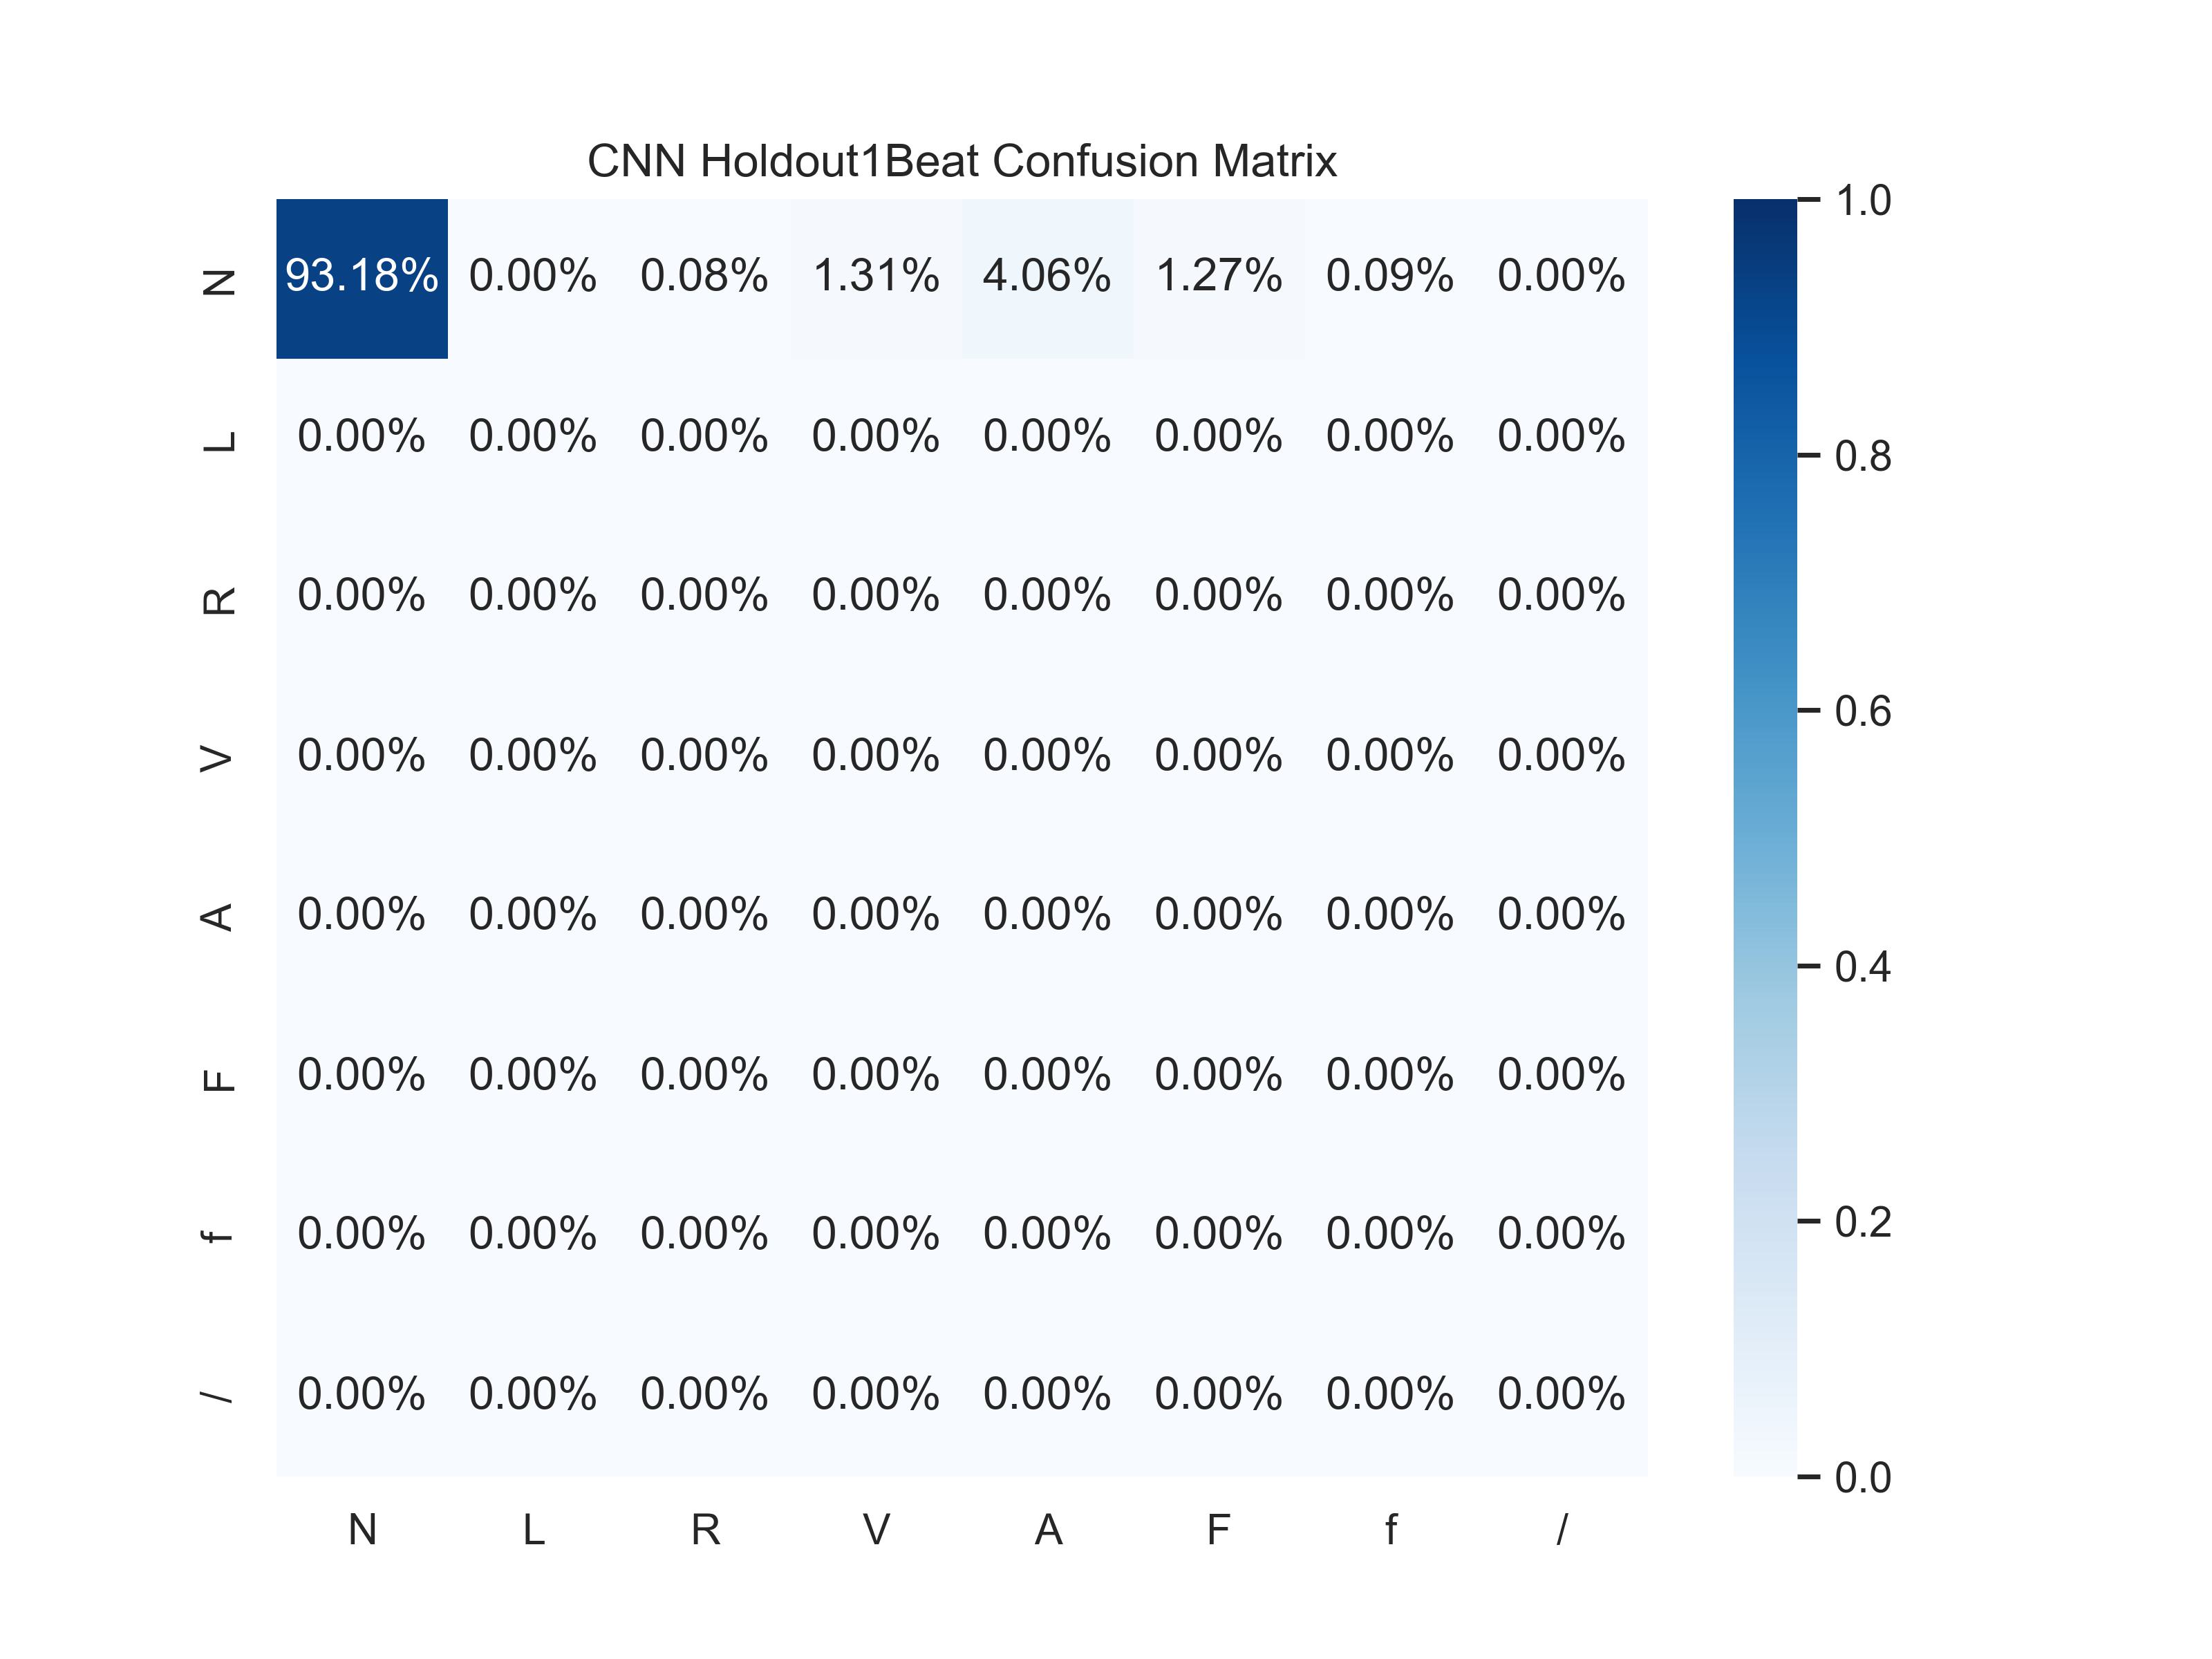 CNN Holdout1Beat Confusion Matrix
N 93.18% 0.00% 0.08% 1.31% 4.06% 1.27% 0.09% 0.00%
L 0.00% 0.00% 0.00% 0.00% 0.00% 0.00% 0.00% 0.00%
R 0.00% 0.00% 0.00% 0.00% 0.00% 0.00% 0.00% 0.00%
V 0.00% 0.00% 0.00% 0.00% 0.00% 0.00% 0.00% 0.00%
A 0.00% 0.00% 0.00% 0.00% 0.00% 0.00% 0.00% 0.00%
F 0.00% 0.00% 0.00% 0.00% 0.00% 0.00% 0.00% 0.00%
f 0.00% 0.00% 0.00% 0.00% 0.00% 0.00% 0.00% 0.00%
/ 0.00% 0.00% 0.00% 0.00% 0.00% 0.00% 0.00% 0.00%
N L R V A F f /
1.0
0.8
0.6
0.4
0.2
0.0